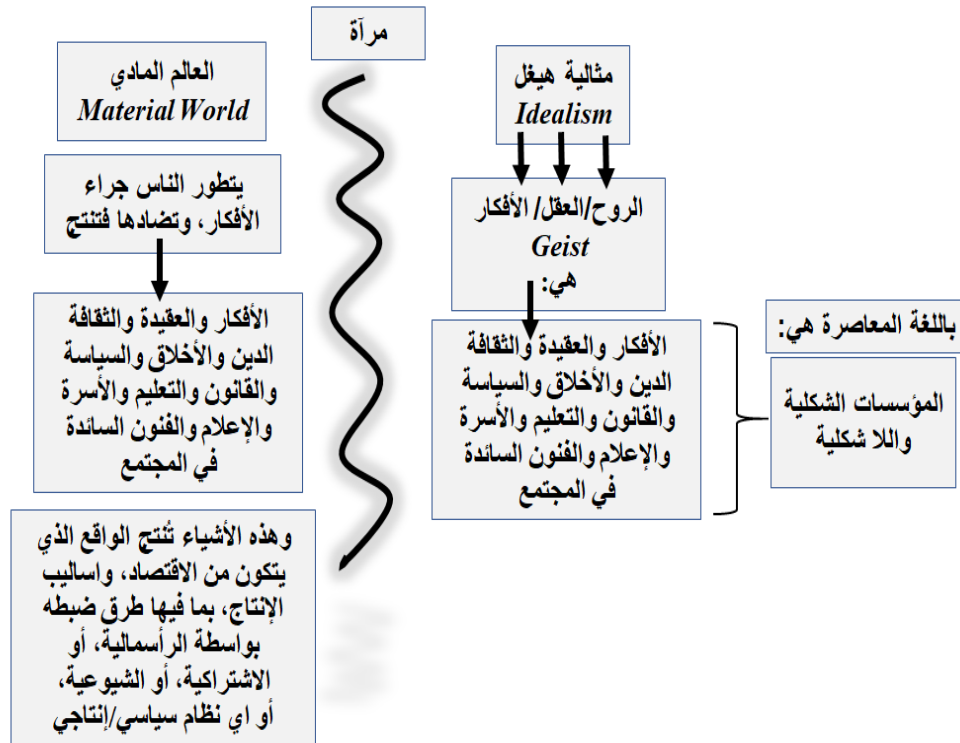 مرآة
مثالية هيغل
Idealism
الروح/العقل/ الأفكار
Geist
هي:
الأفكار والعقيدة والثقافة
الدين والأخلاق والسياسة
والقانون والتعليم والأسرة
والإعلام والفنون السائدة
في المجتمع
باللغة المعاصرة هي:
المؤسسات الشكلية
واللا شكلية
العالم المادي
Material World
يتطور الناس جراء
الأفكار، وتضادها فتنتج
الأفكار والعقيدة والثقافة
الدين والأخلاق والسياسة
والقانون والتعليم والأسرة
والإعلام والفنون السائدة
في المجتمع
وهذه الأشياء تُنتج الواقع الذي
يتكون من الاقتصاد، واساليب
الإنتاج، بما فيها طرق ضبطه
بواسطة الرأسمالية، أو
الاشتراكية، أو الشيوعية،
أو اي نظام سياسي/إنتاجي